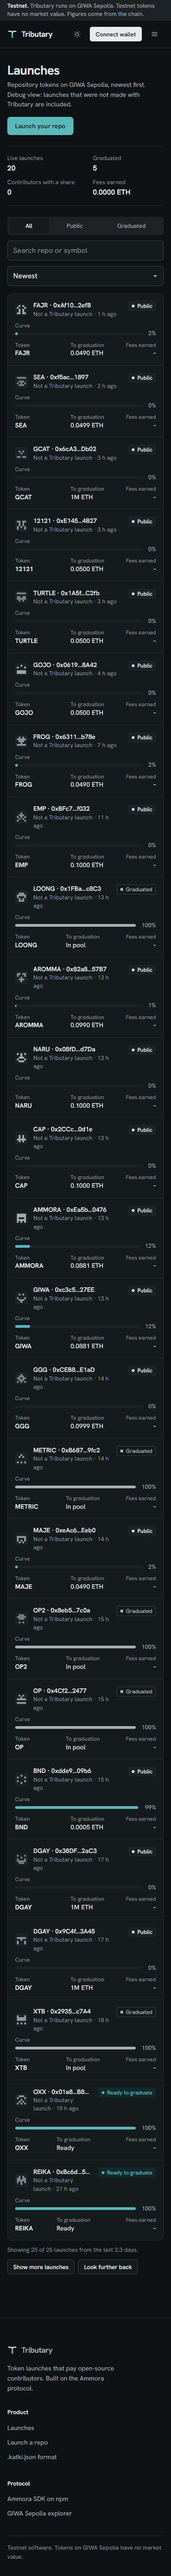 Testnet. Tributary runs on GIWA Sepolia. Testnet tokens
have no market value. Figures come from the chain.
Tributary
Connect wallet
Launches
Repository tokens on GIWA Sepolia, newest first.
Debug view: launches that were not made with
Tributary are included.
Launch your repo
Live launches
Graduated
20
5
Contributors with a share
Fees earned
0
0.0000 ETH
All
Public
Graduated
Search repo or symbol
Newest
FAJR · 0xAf10...2efB
Public
Not a Tributary launch · 1 h ago
Curve
2%
Token
To graduation
Fees earned
FAJR
0.0490 ETH
–
SEA · 0xf5ac...1897
Public
Not a Tributary launch · 2 h ago
Curve
0%
Token
To graduation
Fees earned
SEA
0.0499 ETH
–
GCAT · 0x6cA3...Db02
Public
Not a Tributary launch · 3 h ago
Curve
0%
Token
To graduation
Fees earned
GCAT
1M ETH
–
12121 · 0xE145...4B27
Public
Not a Tributary launch · 3 h ago
Curve
0%
Token
To graduation
Fees earned
12121
0.0500 ETH
–
TURTLE · 0x1A5f...C2fb
Public
Not a Tributary launch · 3 h ago
Curve
0%
Token
To graduation
Fees earned
TURTLE
0.0500 ETH
–
GOJO · 0x0619...8A42
Public
Not a Tributary launch · 4 h ago
Curve
0%
Token
To graduation
Fees earned
GOJO
0.0500 ETH
–
FROG · 0x6311...b78e
Public
Not a Tributary launch · 7 h ago
Curve
2%
Token
To graduation
Fees earned
FROG
0.0490 ETH
–
EMP · 0xBFc7...f032
Public
Not a Tributary launch · 11 h
ago
Curve
0%
Token
To graduation
Fees earned
EMP
0.1000 ETH
–
LOONG · 0x1FBa...c8C3
Graduated
Not a Tributary launch · 13 h
ago
Curve
100%
Token
To graduation
Fees earned
LOONG
In pool
–
AROMMA · 0x82a8...57B7
Public
Not a Tributary launch · 13 h
ago
Curve
1%
Token
To graduation
Fees earned
AROMMA
0.0990 ETH
–
NARU · 0x08fD...d7Da
Public
Not a Tributary launch · 13 h
ago
Curve
0%
Token
To graduation
Fees earned
NARU
0.1000 ETH
–
CAP · 0x2CCc...0d1e
Public
Not a Tributary launch · 13 h
ago
Curve
0%
Token
To graduation
Fees earned
CAP
0.1000 ETH
–
AMMORA · 0xEa5b...0476
Public
Not a Tributary launch · 13 h
ago
Curve
12%
Token
To graduation
Fees earned
AMMORA
0.0881 ETH
–
GIWA · 0xc3c5...27EE
Public
Not a Tributary launch · 13 h
ago
Curve
12%
Token
To graduation
Fees earned
GIWA
0.0881 ETH
–
GGG · 0xCEB8...E1aD
Public
Not a Tributary launch · 14 h
ago
Curve
0%
Token
To graduation
Fees earned
GGG
0.0999 ETH
–
METRIC · 0xB687...9fc2
Graduated
Not a Tributary launch · 14 h
ago
Curve
100%
Token
To graduation
Fees earned
METRIC
In pool
–
MAJE · 0xeAc6...Eeb0
Public
Not a Tributary launch · 14 h
ago
Curve
2%
Token
To graduation
Fees earned
MAJE
0.0490 ETH
–
OP2 · 0x8eb5...7c0a
Graduated
Not a Tributary launch · 15 h
ago
Curve
100%
Token
To graduation
Fees earned
OP2
In pool
–
OP · 0x4Cf2...2477
Graduated
Not a Tributary launch · 15 h
ago
Curve
100%
Token
To graduation
Fees earned
OP
In pool
–
BND · 0xdde9...09b6
Public
Not a Tributary launch · 15 h
ago
Curve
99%
Token
To graduation
Fees earned
BND
0.0005 ETH
–
DGAY · 0x38DF...2aC3
Public
Not a Tributary launch · 17 h
ago
Curve
0%
Token
To graduation
Fees earned
DGAY
1M ETH
–
DGAY · 0x9C4f...3A45
Public
Not a Tributary launch · 17 h
ago
Curve
0%
Token
To graduation
Fees earned
DGAY
1M ETH
–
XTB · 0x2935...c7A4
Graduated
Not a Tributary launch · 18 h
ago
Curve
100%
Token
To graduation
Fees earned
XTB
In pool
–
OXX · 0x01a8...B8...
Ready to graduate
Not a Tributary
launch · 19 h ago
Curve
100%
Token
To graduation
Fees earned
OXX
Ready
–
REIKA · 0xBc6d...5...
Ready to graduate
Not a Tributary
launch · 21 h ago
Curve
100%
Token
To graduation
Fees earned
REIKA
Ready
–
Showing 25 of 25 launches from the last 2.3 days.
Show more launches
Look further back
Tributary
Token launches that pay open-source
contributors. Built on the Ammora
protocol.
Product
Launches
Launch a repo
.katki.json format
Protocol
Ammora SDK on npm
GIWA Sepolia explorer
Testnet software. Tokens on GIWA Sepolia have no market
value.